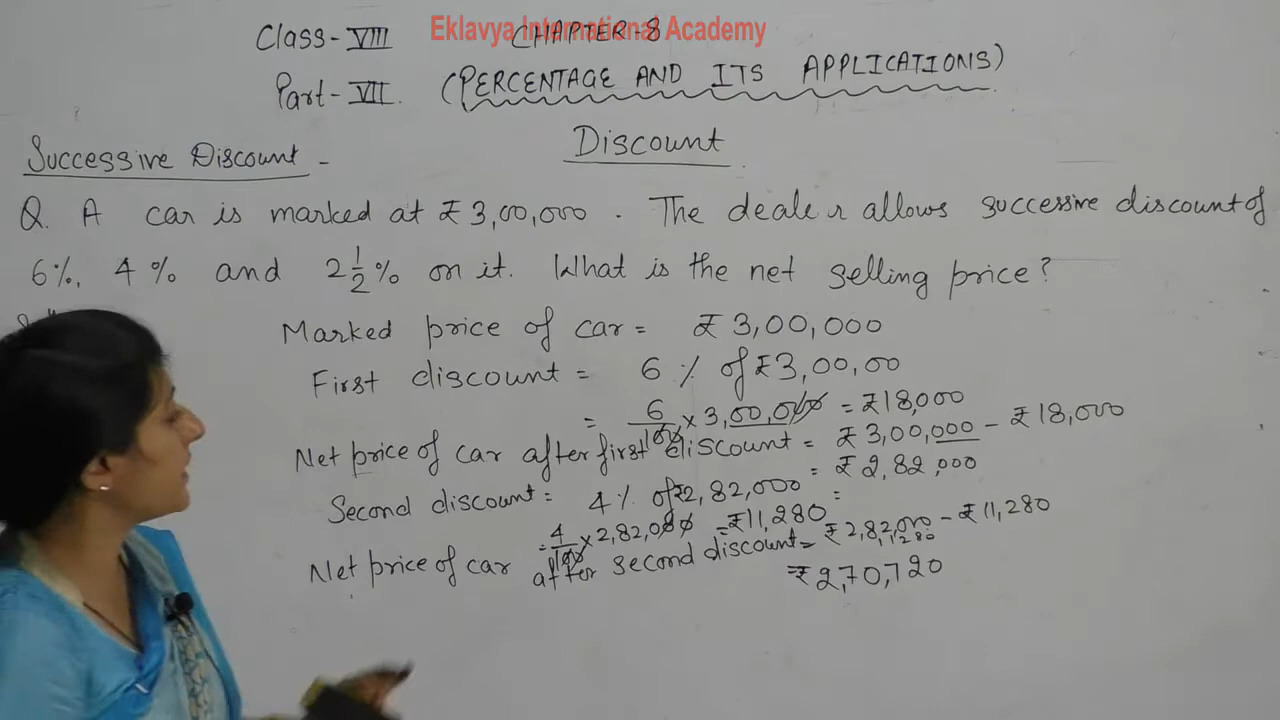 Eklavya International Academy
Class-VIII CHAPTER-8
Part-VII. (PERCENTAGE AND ITS APPLICATIONS)
Discount
Successive Discount -
Q. A car is marked at ₹ 3,00,000. The dealer allows successive discount of
6%, 4% and 2 1/2 % on it. What is the net selling price?
Marked price of car = ₹ 3,00,000
First discount = 6 % of ₹3,00,00
= 6/100 × 3,00,000 = ₹18,000
Net price of car after first discount = ₹ 3,00,000 - ₹ 18,000
= ₹ 2,82,000
Second discount = 4 % of ₹2,82,000 =
= 4/100 × 2,82,000 = ₹11,280
Net price of car after second discount = ₹ 2,82,000 - ₹ 11,280
11280
= ₹ 2,70,720